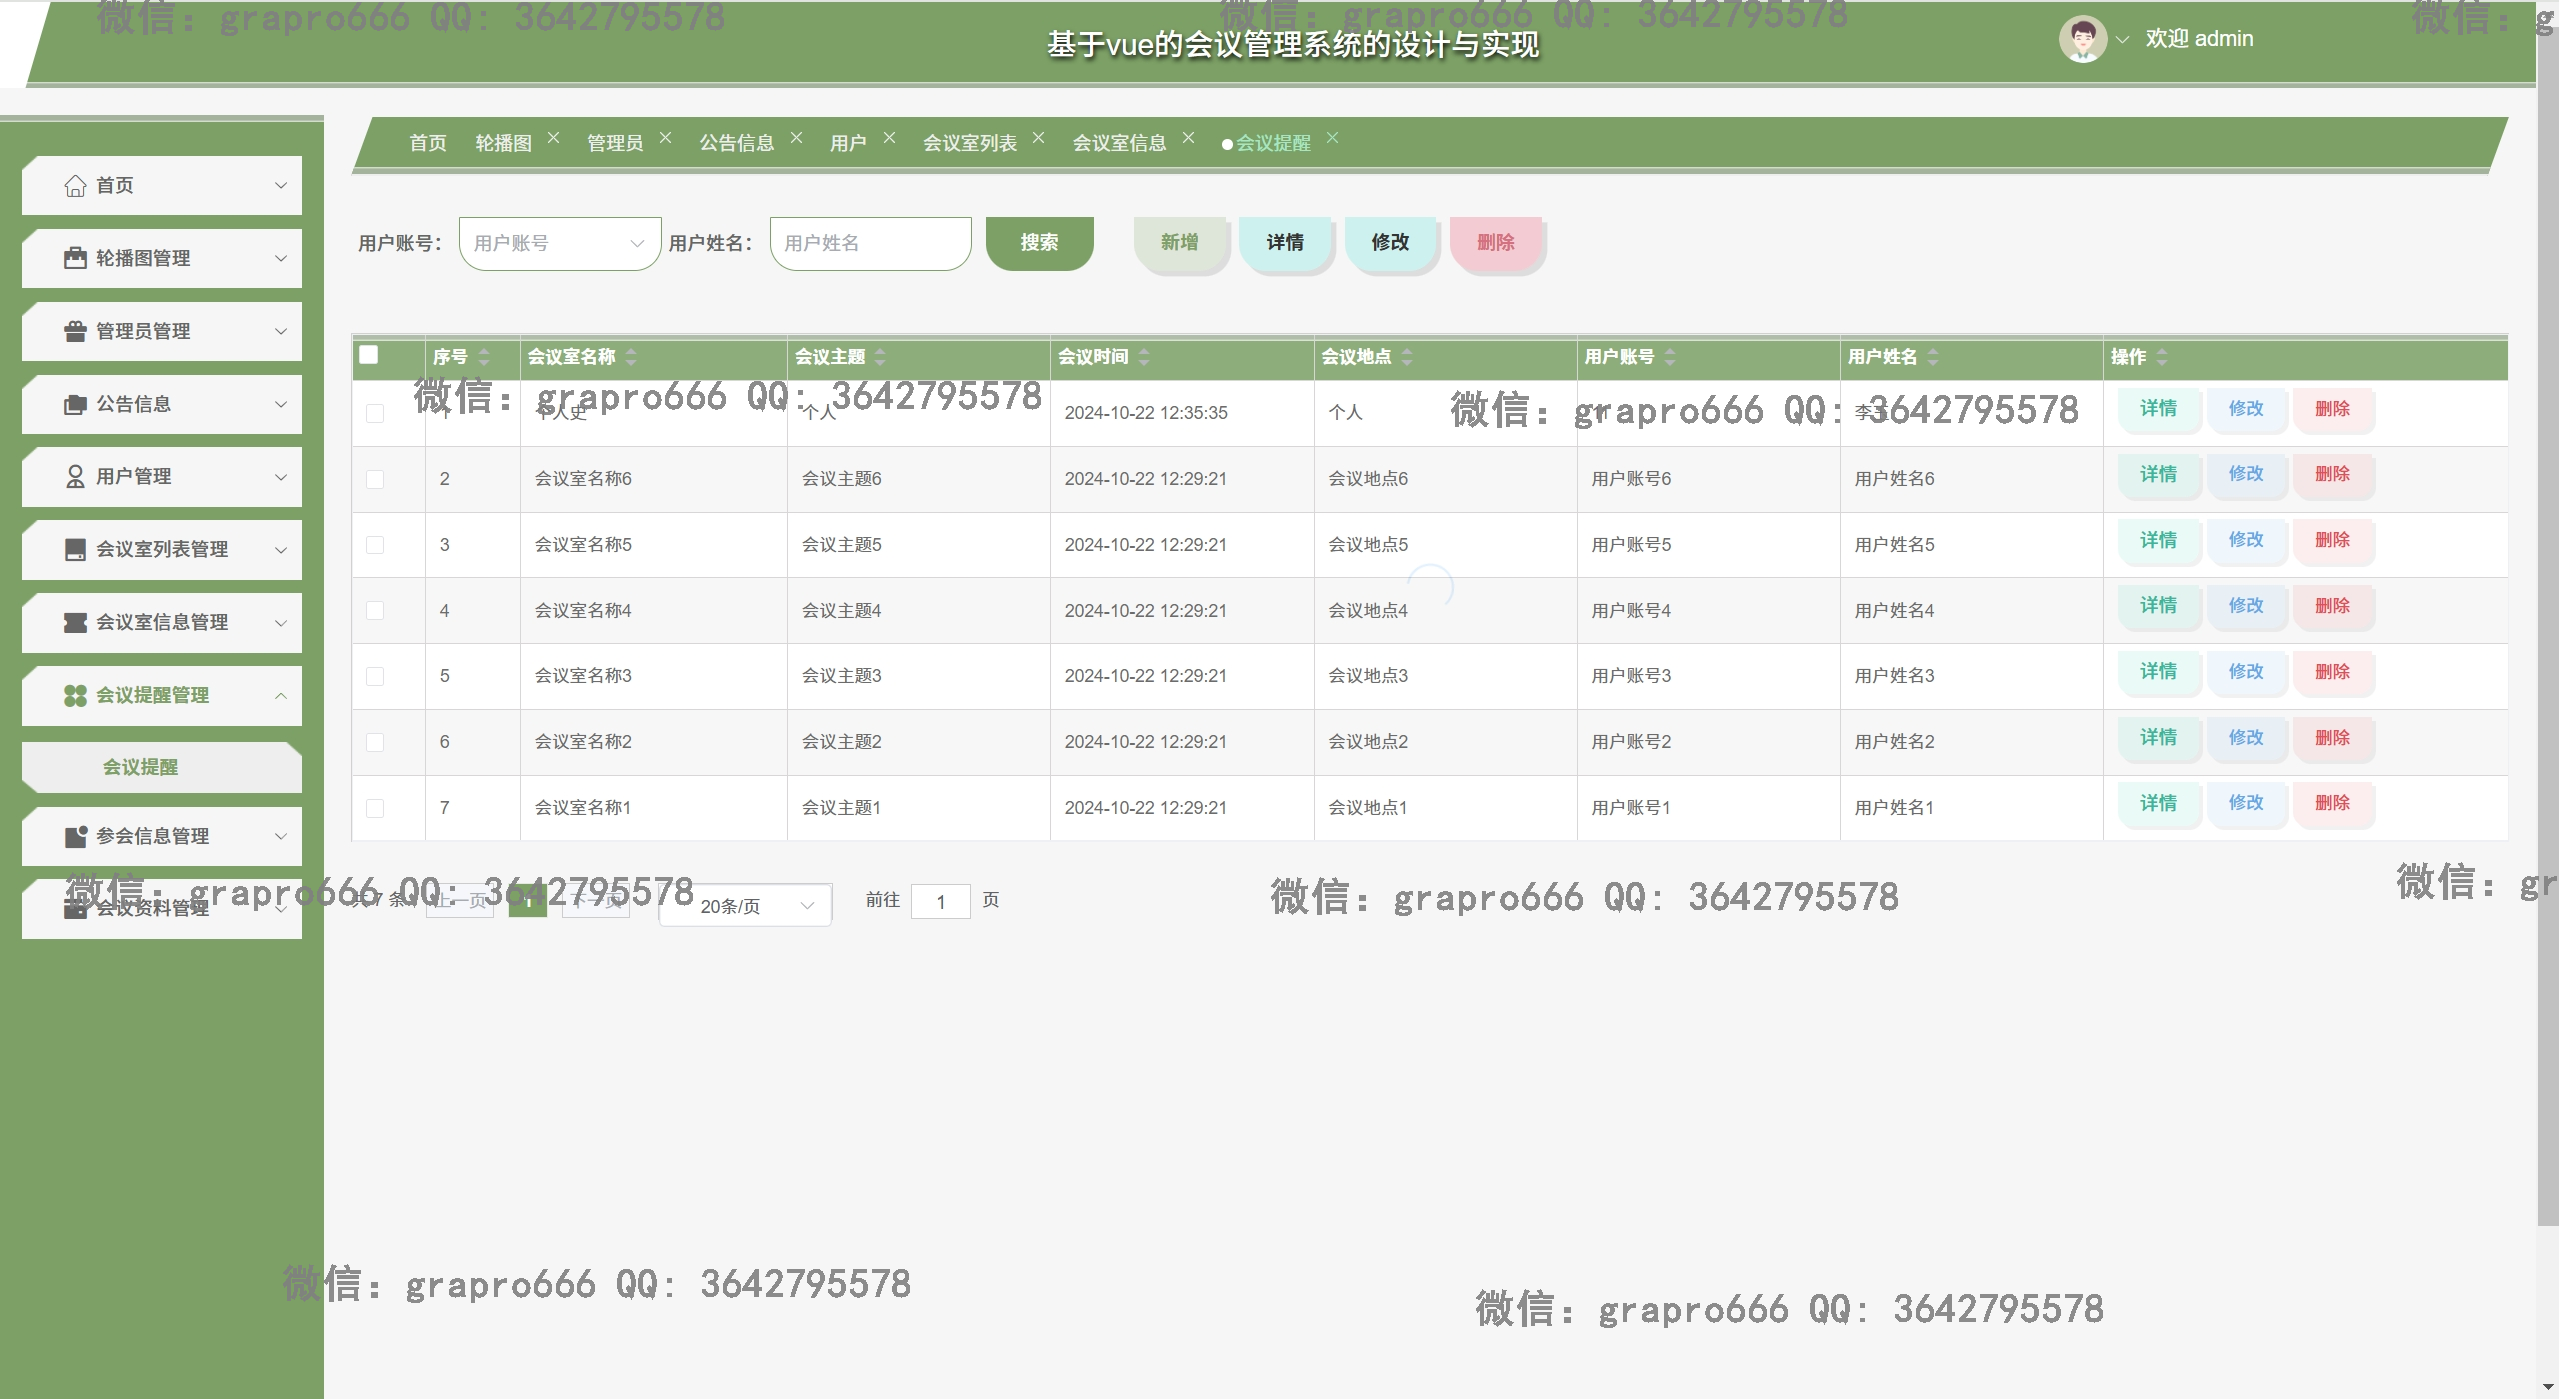 微信: grapro666 QQ: 3642795578
微信: grapro666 QQ: 3642795578
微信: g
基于vue的会议管理系统的设计与实现
欢迎 admin
首页 轮播图 管理员 公告信息 用户 会议室列表 会议室信息 会议提醒
首页
轮播图管理
管理员管理
公告信息
用户管理
会议室列表管理
会议室信息管理
会议提醒管理
会议提醒
参会信息管理
会议资料管理
用户账号: 用户账号 用户姓名: 用户姓名 搜索 新增 详情 修改 删除
序号 会议室名称 会议主题 会议时间 会议地点 用户账号 用户姓名 操作
微信: grapro666 QQ: 3642795578
微信: grapro666 QQ: 3642795578
1 个人史 个人 2024-10-22 12:35:35 个人 详情 修改 删除
2 会议室名称6 会议主题6 2024-10-22 12:29:21 会议地点6 用户账号6 用户姓名6 详情 修改 删除
3 会议室名称5 会议主题5 2024-10-22 12:29:21 会议地点5 用户账号5 用户姓名5 详情 修改 删除
4 会议室名称4 会议主题4 2024-10-22 12:29:21 会议地点4 用户账号4 用户姓名4 详情 修改 删除
5 会议室名称3 会议主题3 2024-10-22 12:29:21 会议地点3 用户账号3 用户姓名3 详情 修改 删除
6 会议室名称2 会议主题2 2024-10-22 12:29:21 会议地点2 用户账号2 用户姓名2 详情 修改 删除
7 会议室名称1 会议主题1 2024-10-22 12:29:21 会议地点1 用户账号1 用户姓名1 详情 修改 删除
共 7 条 上一页 1 下一页 20条/页 前往 1 页
微信: grapro666 QQ: 3642795578
微信: grapro666 QQ: 3642795578
微信: gr
微信: grapro666 QQ: 3642795578
微信: grapro666 QQ: 3642795578